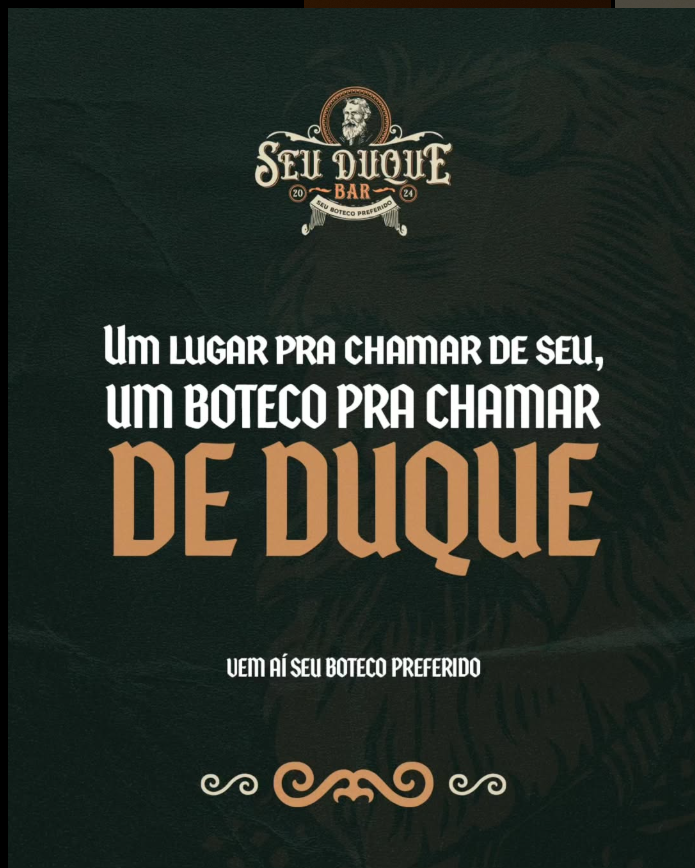 SEU DUQUE
20 BAR 24
SEU BOTECO PREFERIDO
Um LUGAR PRA CHAMAR DE SEU,
UM BOTECO PRA CHAMAR
DE DUQUE
VEM AÍ SEU BOTECO PREFERIDO